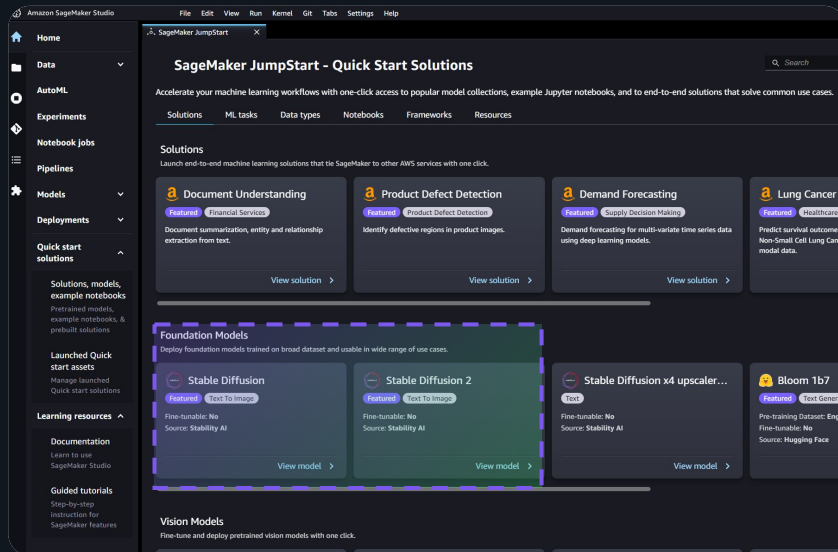 Amazon SageMaker Studio
File Edit View Run Kernel Git Tabs Settings Help
Home
Data
AutoML
Experiments
Notebook jobs
Pipelines
Models
Deployments
Quick start
solutions
Solutions, models,
example notebooks
Pretrained models,
example notebooks, &
prebuilt solutions
Launched Quick
start assets
Manage launched
Quick start solutions
Learning resources
Documentation
Learn to use
SageMaker Studio
Guided tutorials
Step-by-step
instruction for
SageMaker features
SageMaker JumpStart
SageMaker JumpStart - Quick Start Solutions
Search
Accelerate your machine learning workflows with one-click access to popular model collections, example Jupyter notebooks, and to end-to-end solutions that solve common use cases.
Solutions ML tasks Data types Notebooks Frameworks Resources
Solutions
Launch end-to-end machine learning solutions that tie SageMaker to other AWS services with one click.
Document Understanding
Featured Financial Services
Document summarization, entity and relationship
extraction from text.
View solution
Product Defect Detection
Featured Product Defect Detection
Identify defective regions in product images.
View solution
Demand Forecasting
Featured Supply Decision Making
Demand forecasting for multi-variate time series data
using deep learning models.
View solution
Lung Cancer
Featured Healthcare
Predict survival outcome
Non-Small Cell Lung Can
modal data.
Foundation Models
Deploy foundation models trained on broad dataset and usable in wide range of use cases.
Stable Diffusion
Featured Text To Image
Fine-tunable: No
Source: Stability AI
View model
Stable Diffusion 2
Featured Text To Image
Fine-tunable: No
Source: Stability AI
View model
Stable Diffusion x4 upscaler...
Text
Fine-tunable: No
Source: Stability AI
View model
Bloom 1b7
Featured Text Gener
Pre-training Dataset: Eng
Fine-tunable: No
Source: Hugging Face
Vision Models
Fine-tune and deploy pretrained vision models with one click.